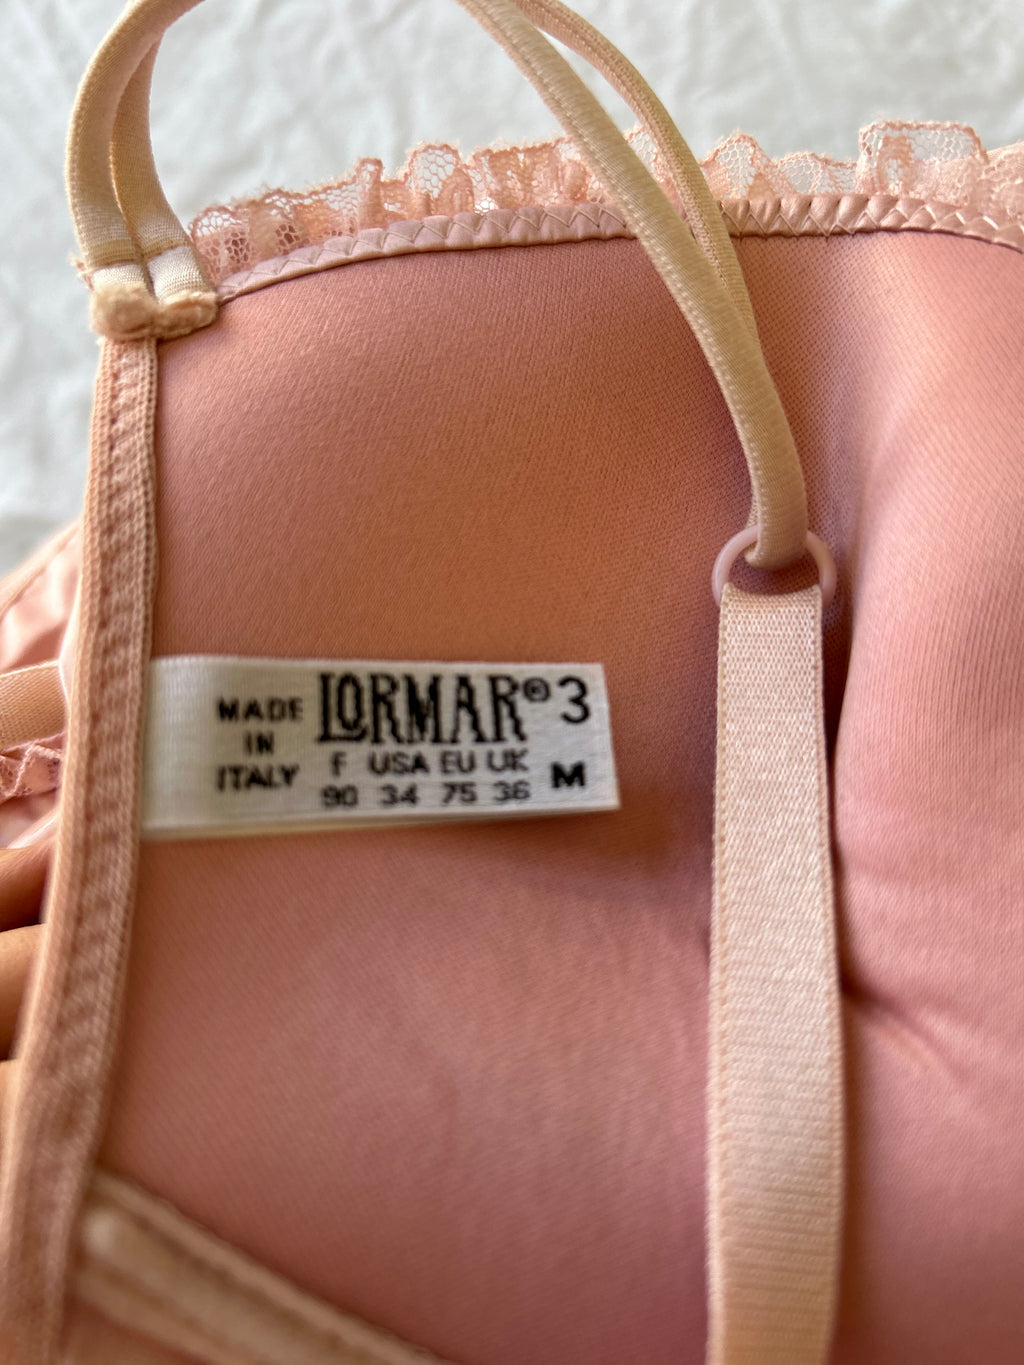 MADE
IN
ITALY
LORMAR® 3
F USA EU UK
90 34 75 36 M